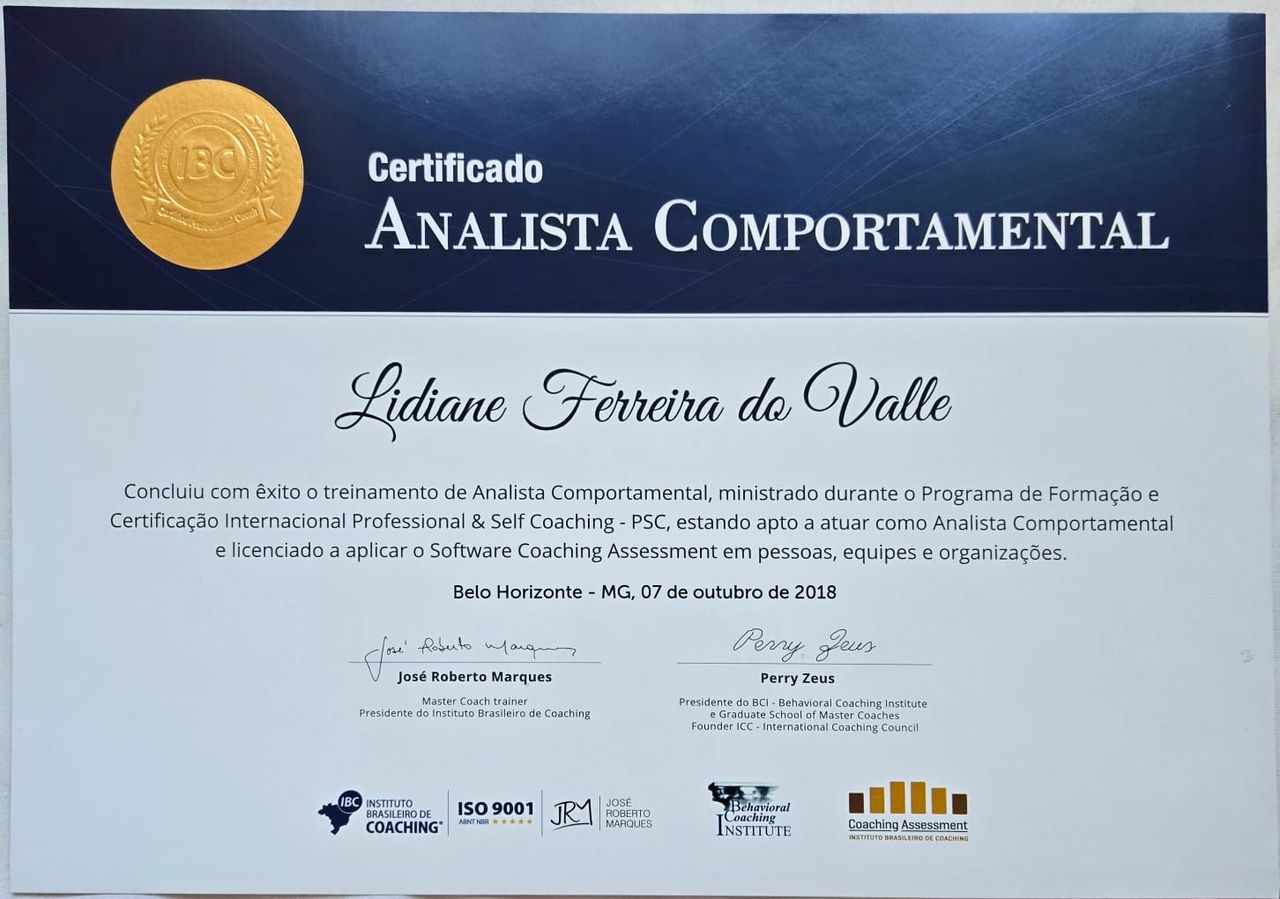 IBC
Certified Professional Coach
Certificado
ANALISTA COMPORTAMENTAL
Lidiane Ferreira do Valle
Concluiu com êxito o treinamento de Analista Comportamental, ministrado durante o Programa de Formação e
Certificação Internacional Professional & Self Coaching - PSC, estando apto a atuar como Analista Comportamental
e licenciado a aplicar o Software Coaching Assessment em pessoas, equipes e organizações.
Belo Horizonte - MG, 07 de outubro de 2018
José Roberto Marques
José Roberto Marques
Master Coach trainer
Presidente do Instituto Brasileiro de Coaching
Perry Zeus
Perry Zeus
Presidente do BCI - Behavioral Coaching Institute
e Graduate School of Master Coaches
Founder ICC - International Coaching Council
IBC
INSTITUTO
BRASILEIRO DE
COACHING®
ISO 9001
ABNT NBR ★★★★★
JRM
JOSÉ
ROBERTO
MARQUES
Behavioral
Coaching
INSTITUTE
Coaching Assessment
INSTITUTO BRASILEIRO DE COACHING